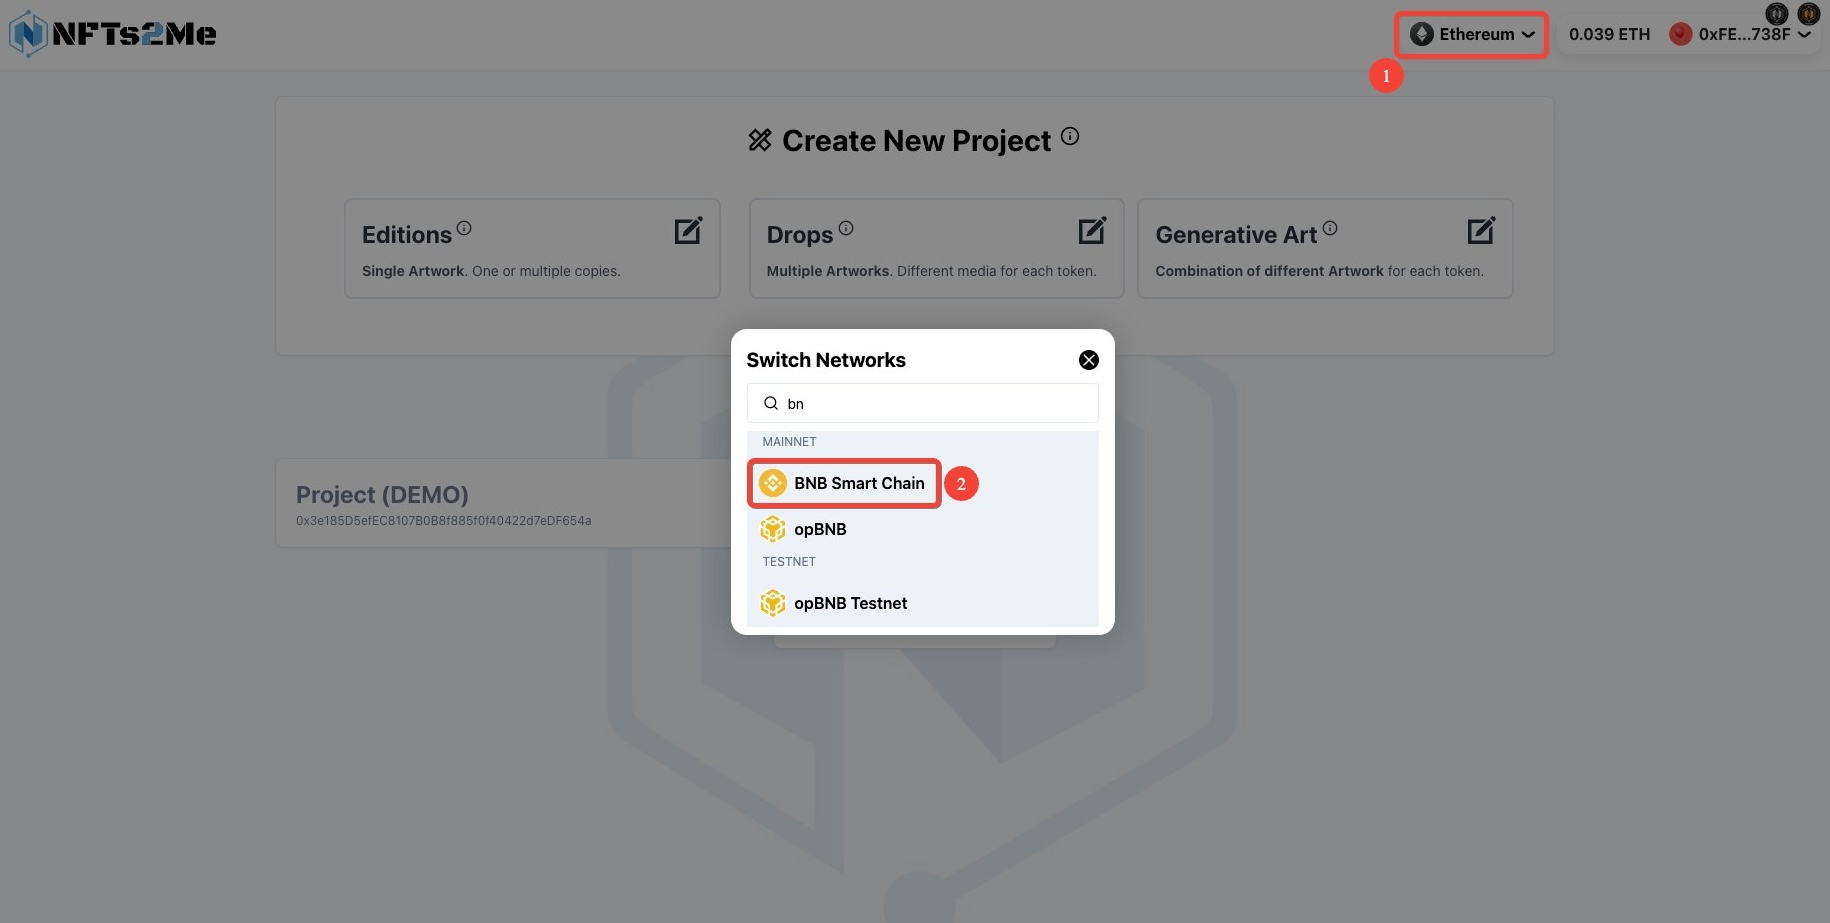 NFTs2Me
Ethereum
0.039 ETH
0xFE...738F
1
Create New Project
Editions
Single Artwork. One or multiple copies.
Drops
Multiple Artworks. Different media for each token.
Generative Art
Combination of different Artwork for each token.
Switch Networks
bn
MAINNET
BNB Smart Chain
2
opBNB
TESTNET
opBNB Testnet
Project (DEMO)
0x3e185D5efEC8107B0B8f885f0f40422d7eDF654a